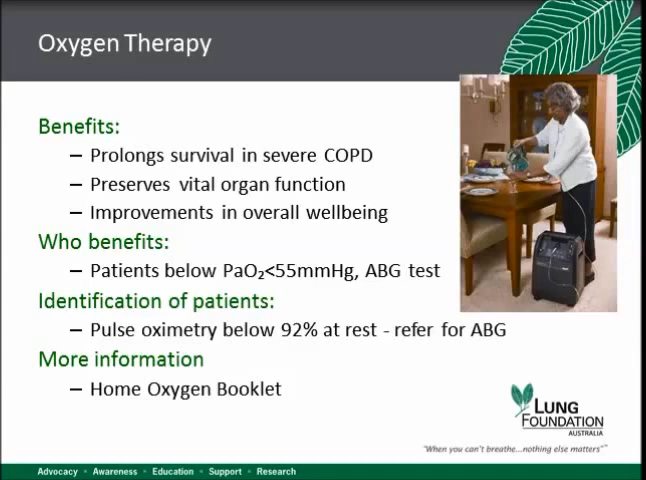 Oxygen Therapy
Benefits:
– Prolongs survival in severe COPD
– Preserves vital organ function
– Improvements in overall wellbeing
Who benefits:
– Patients below PaO₂<55mmHg, ABG test
Identification of patients:
– Pulse oximetry below 92% at rest - refer for ABG
More information
– Home Oxygen Booklet
LUNG
FOUNDATION
AUSTRALIA
"When you can't breathe...nothing else matters"™
Advocacy • Awareness • Education • Support • Research